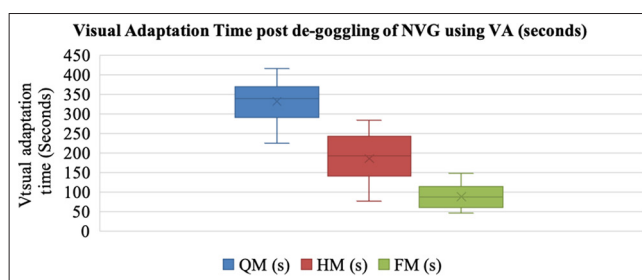 Visual Adaptation Time post de-goggling of NVG using VA (seconds)
Vtsual adaptation
time (Seconds)
450
400
350
300
250
200
150
100
50
0
QM (s) HM (s) FM (s)